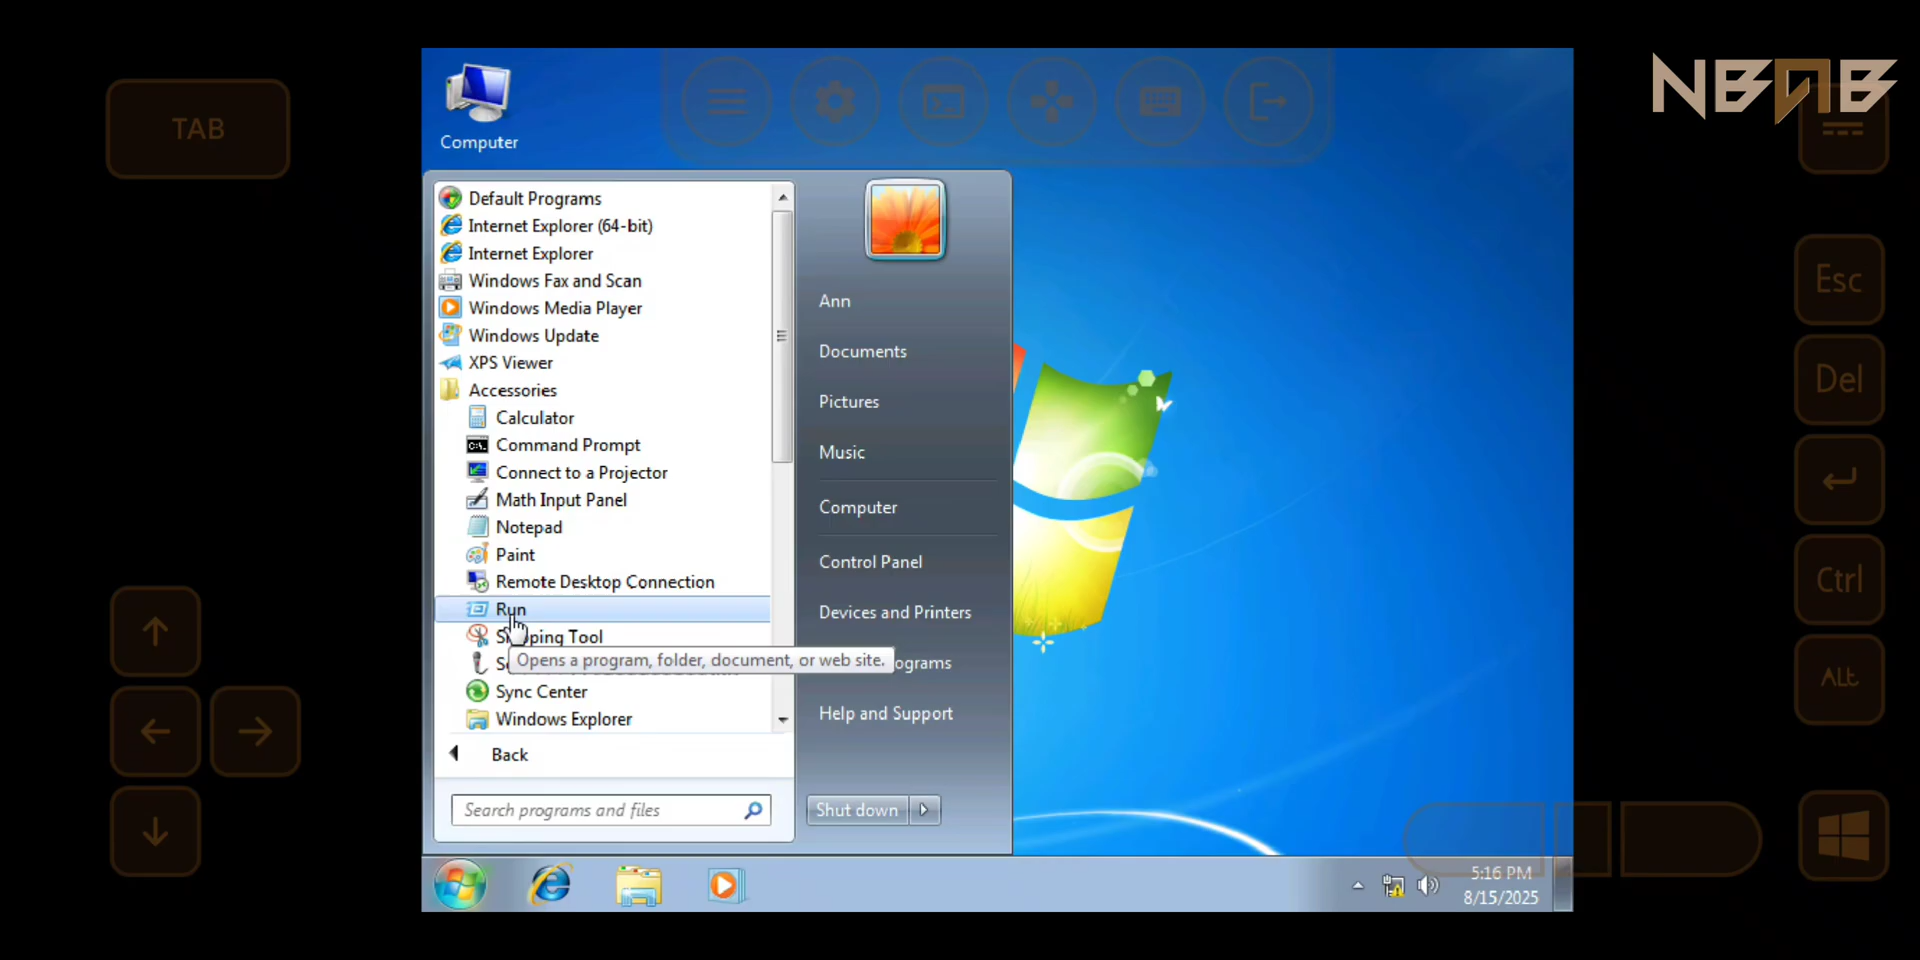 TAB
NBAB
Computer
Default Programs
Internet Explorer (64-bit)
Internet Explorer
Windows Fax and Scan
Windows Media Player
Windows Update
XPS Viewer
Accessories
Calculator
Command Prompt
Connect to a Projector
Math Input Panel
Notepad
Paint
Remote Desktop Connection
Run
Snipping Tool
Opens a program, folder, document, or web site.
Sync Center
Windows Explorer
Back
Search programs and files
Ann
Documents
Pictures
Music
Computer
Control Panel
Devices and Printers
Help and Support
Shut down
Esc
Del
Ctrl
ALt
5:16 PM
8/15/2025